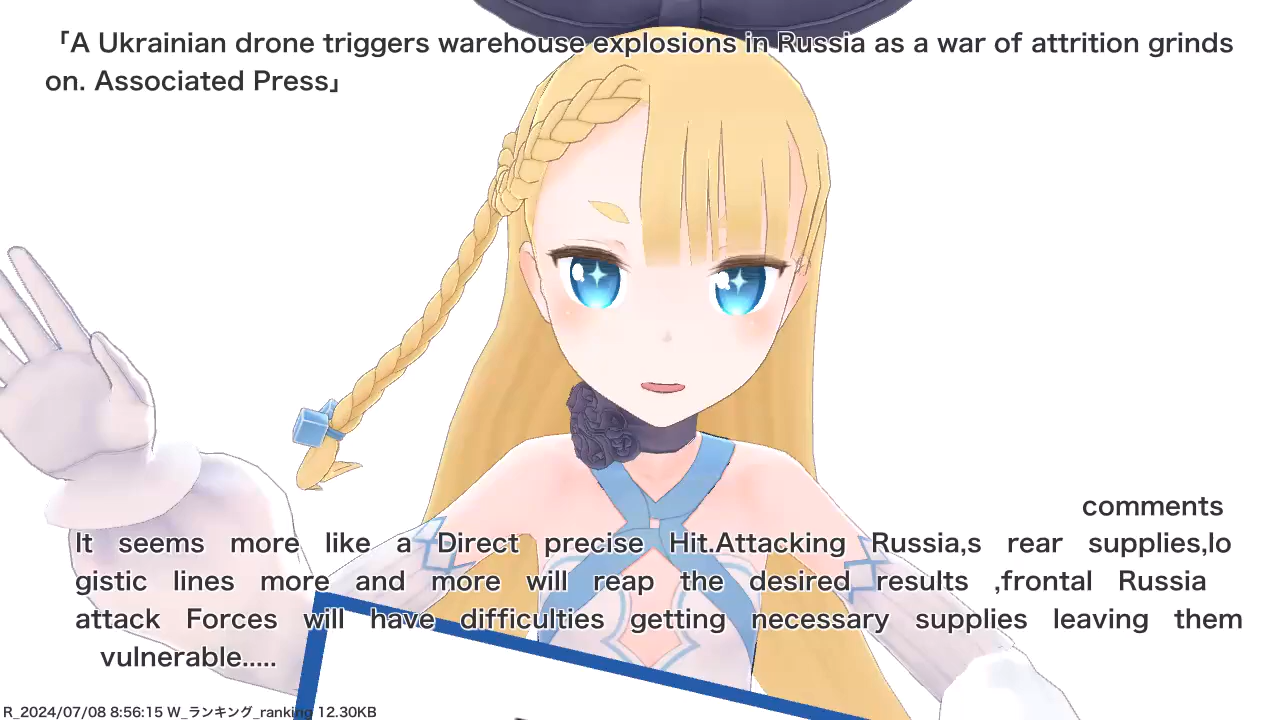 「A Ukrainian drone triggers warehouse explosions in Russia as a war of attrition grinds
on. Associated Press」
comments
It seems more like a Direct precise Hit.Attacking Russia,s rear supplies,lo
gistic lines more and more will reap the desired results ,frontal Russia
attack Forces will have difficulties getting necessary supplies leaving them
vulnerable.....
R_2024/07/08 8:56:15 W_ランキング_ranking 12.30KB